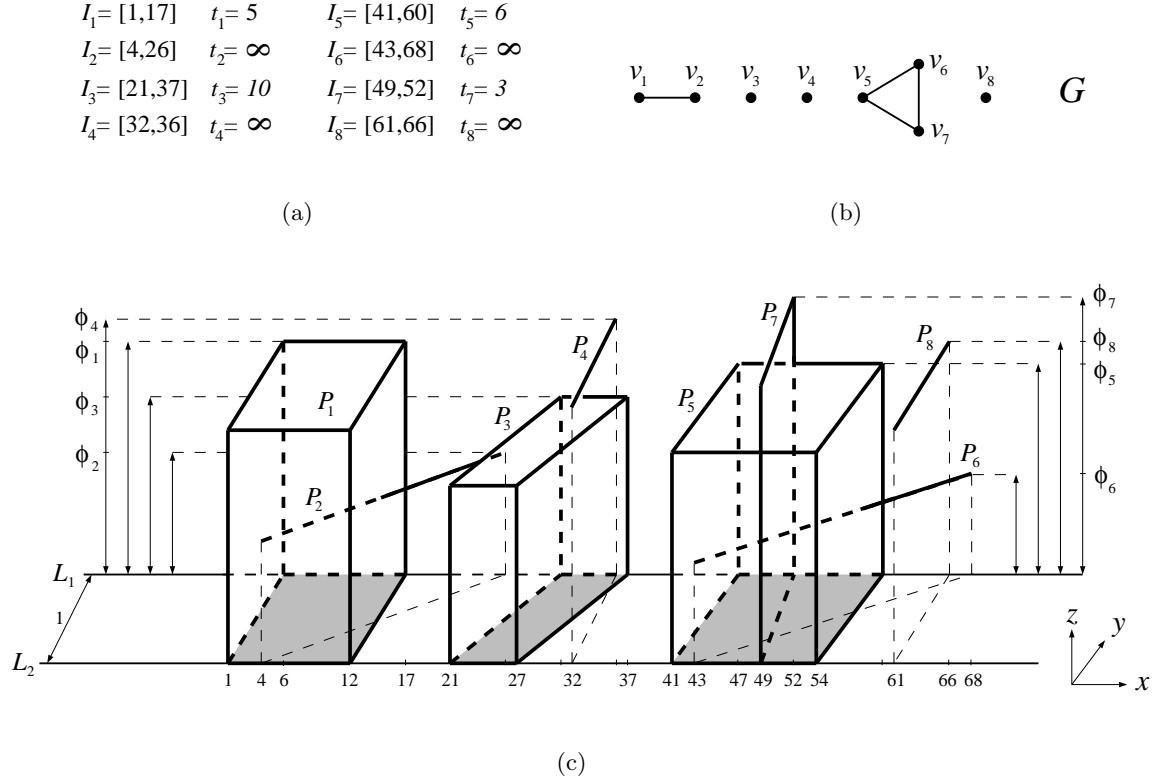 I1= [1,17] t1= 5 I5= [41,60] t5= 6
I2= [4,26] t2= ∞ I6= [43,68] t6= ∞
I3= [21,37] t3= 10 I7= [49,52] t7= 3
I4= [32,36] t4= ∞ I8= [61,66] t8= ∞
v1 v2 v3 v4 v5 v6 v8 G
v7
(a) (b)
ϕ7
ϕ4 P7
ϕ1 P4 P8 ϕ8
ϕ5
ϕ3 P1 P3 P5
ϕ2 P6
P2 ϕ6
L1
1
z y
L2
1 4 6 12 17 21 27 32 37 41 43 47 49 52 54 61 66 68 x
(c)